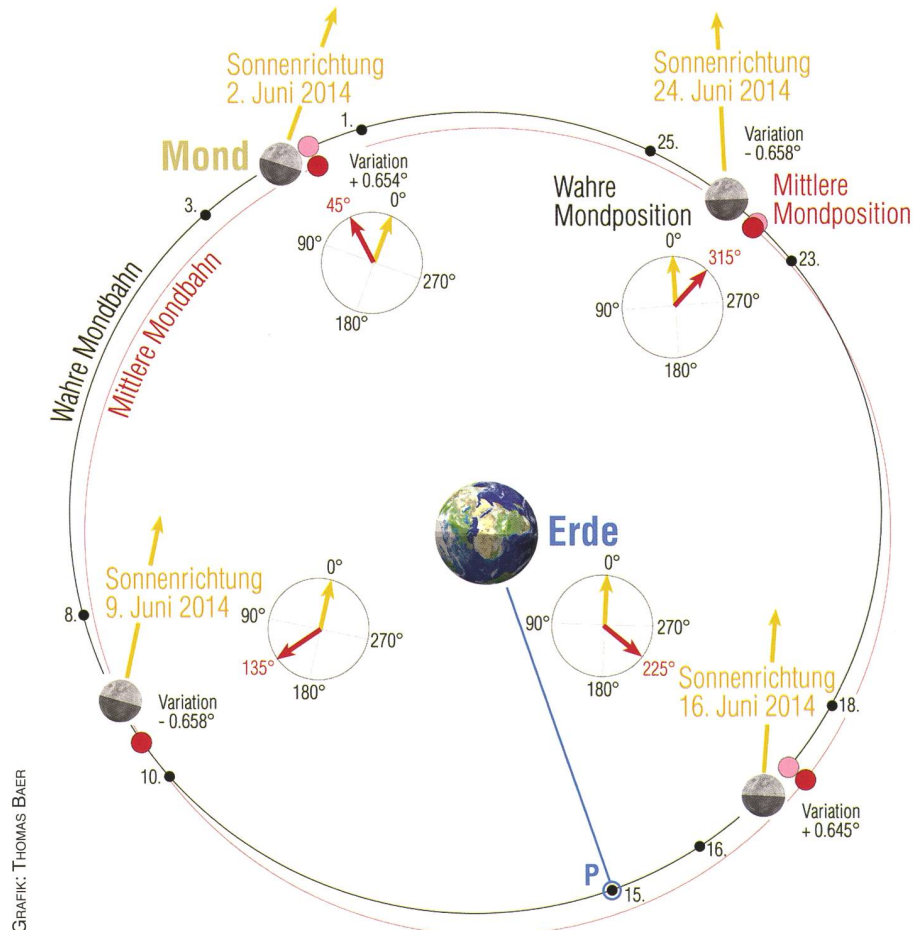 Sonnenrichtung
2. Juni 2014
Sonnenrichtung
24. Juni 2014
1.
Mond
Variation
+ 0.654°
25.
Variation
- 0.658°
Wahre
Mondposition
Mittlere
Mondposition
3.
45°
0°
90°
270°
180°
0°
315°
90°
270°
180°
23.
Wahre Mondbahn
Mittlere Mondbahn
Erde
Sonnenrichtung
9. Juni 2014
8.
0°
90°
270°
135°
180°
0°
90°
270°
180°
225°
Sonnenrichtung
16. Juni 2014
Variation
- 0.658°
18.
10.
Variation
+ 0.645°
16.
P
15.
GRAFIK: THOMAS BAER